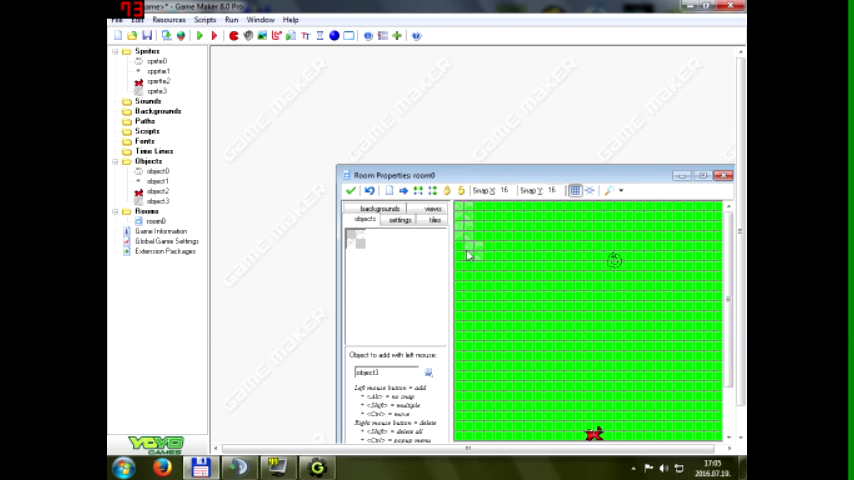 73
ame>* - Game Maker 8.0 Pro
Edit Resources Scripts Run Window Help
Sprites
sprite0
sprite1
sprite2
sprite3
Sounds
Backgrounds
Paths
Scripts
Fonts
Time Lines
Objects
object0
object1
object2
object3
Rooms
room0
Game Information
Global Game Settings
Extension Packages
YOYO
GAMES
GAME MAKER
Room Properties: room0
Snap X: 16 Snap Y: 16
backgrounds views
objects settings tiles
Object to add with left mouse:
object3
Left mouse button = add
+ <Alt> = no snap
+ <Shift> = multiple
+ <Ctrl> = move
Right mouse button = delete
+ <Shift> = delete all
+ <Ctrl> = popup menu
17:05
2016.07.19.